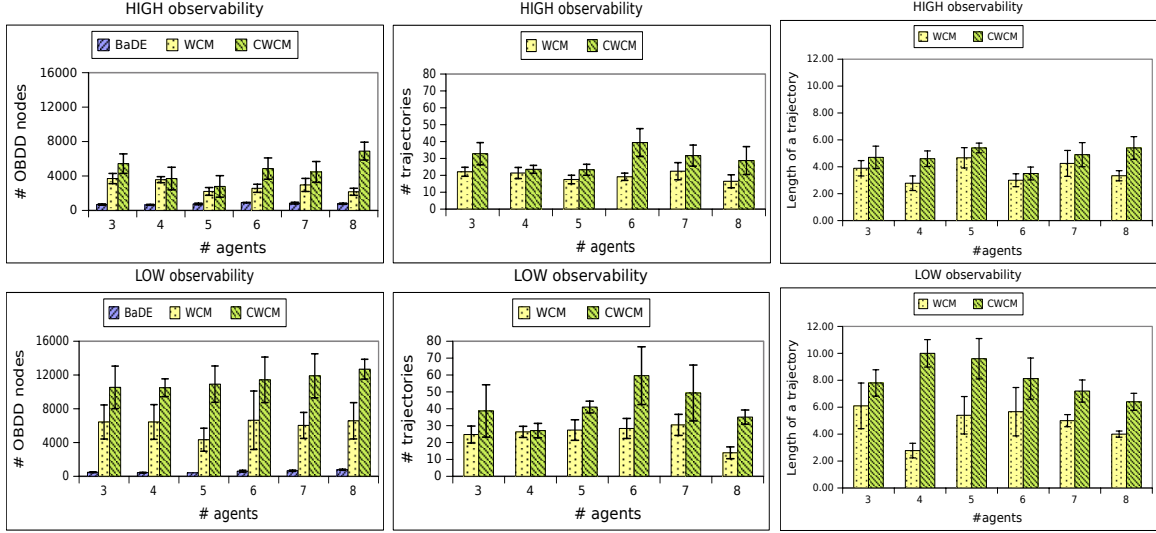 HIGH observability
BaDE WCM CWCM
16000
12000
8000
4000
0
# OBDD nodes
3 4 5 6 7 8
# agents
HIGH observability
WCM CWCM
80
70
60
50
40
30
20
10
0
# trajectories
3 4 5 6 7 8
# agents
HIGH observability
WCM CWCM
12.00
10.00
8.00
6.00
4.00
2.00
0.00
Length of a trajectory
3 4 5 6 7 8
#agents
LOW observability
BaDE WCM CWCM
16000
12000
8000
4000
0
# OBDD nodes
3 4 5 6 7 8
# agents
LOW observability
WCM CWCM
80
70
60
50
40
30
20
10
0
# trajectories
3 4 5 6 7 8
# agents
LOW observability
WCM CWCM
12.00
10.00
8.00
6.00
4.00
2.00
0.00
Length of a trajectory
3 4 5 6 7 8
#agents